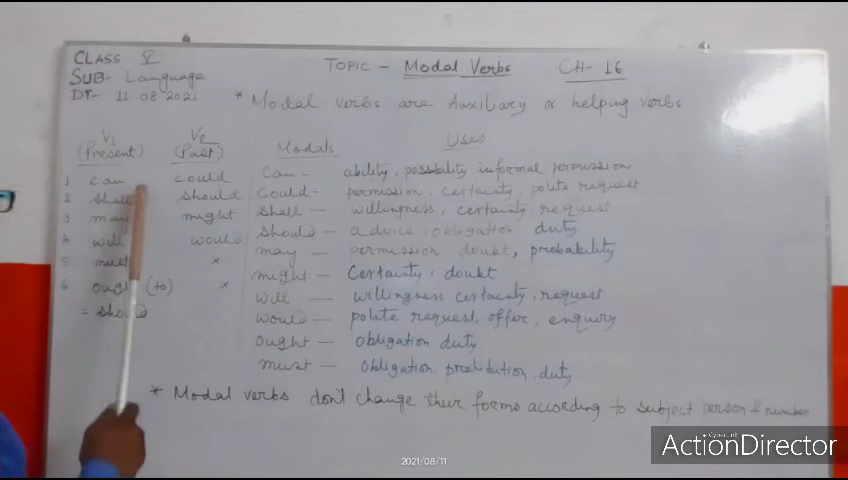 CLASS V
SUB- Language
DT- 11 08 2021
TOPIC - Modal Verbs CH-16
* Modal verbs are Auxiliary or helping verbs
V1 (Present) V2 (Past)
1 can could
2 shall should
3 may might
4 will would
5 must ×
6 ought (to) ×
= should
Modals Uses
Can - ability, possibility informal permission
Could - permission, certainty, polite request
Shall - willingness, certainty, request
Should - advice, obligation, duty
may - permission, doubt, probability
might - Certainty, doubt
will - willingness certainty, request
would - polite request, offer, enquiry
ought - obligation duty
must - obligation, duty
* Modal verbs don't change their forms according to subject person & number
2021/08/11
CyberLink
ActionDirector